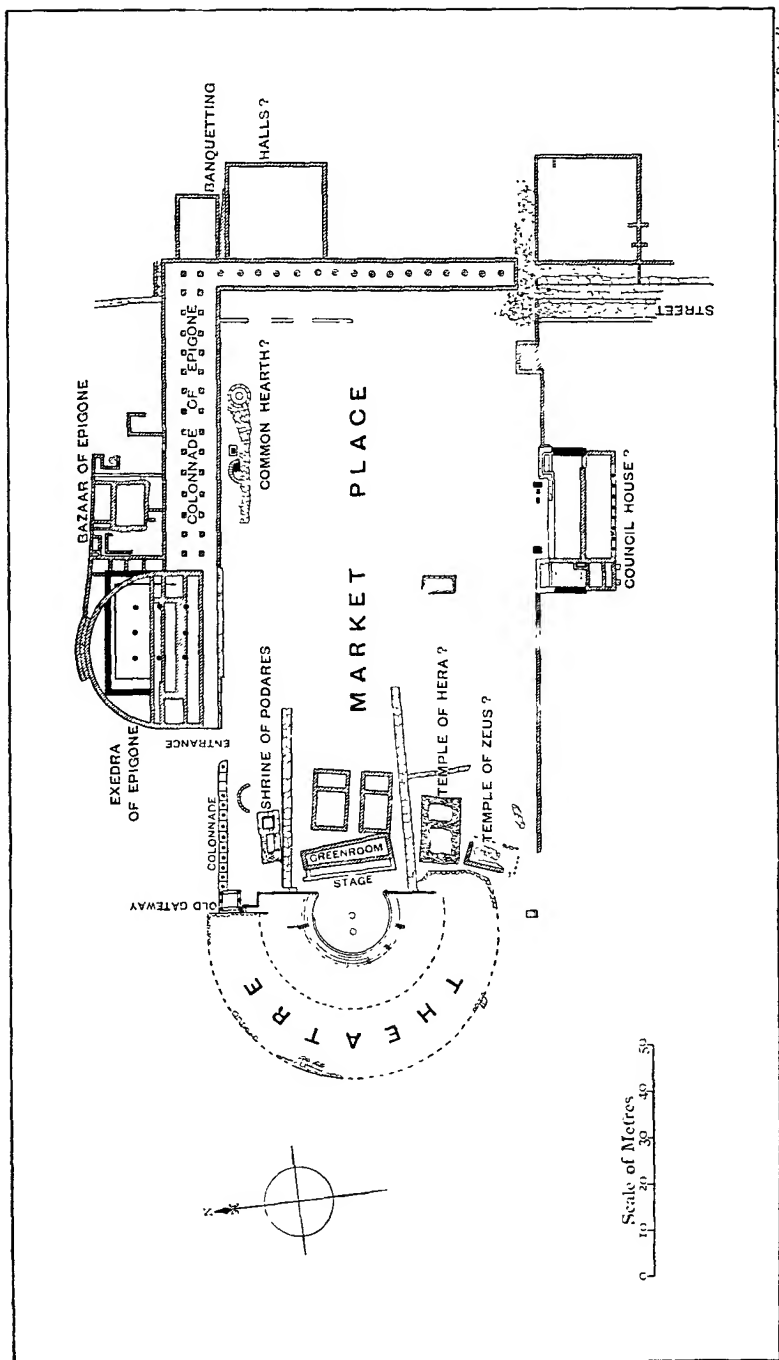 BANQUETTING
HALLS?
BAZAAR OF EPIGONE
COLONNADE OF EPIGONE
COMMON HEARTH?
EXEDRA
OF EPIGONE
ENTRANCE
MARKET PLACE
STREET
COUNCIL HOUSE?
COLONNADE
SHRINE OF PODARES
OLD GATEWAY
GREENROOM
STAGE
TEMPLE OF HERA?
TEMPLE OF ZEUS?
THEATRE
N
Scale of Metres
0 10 20 30 40 50